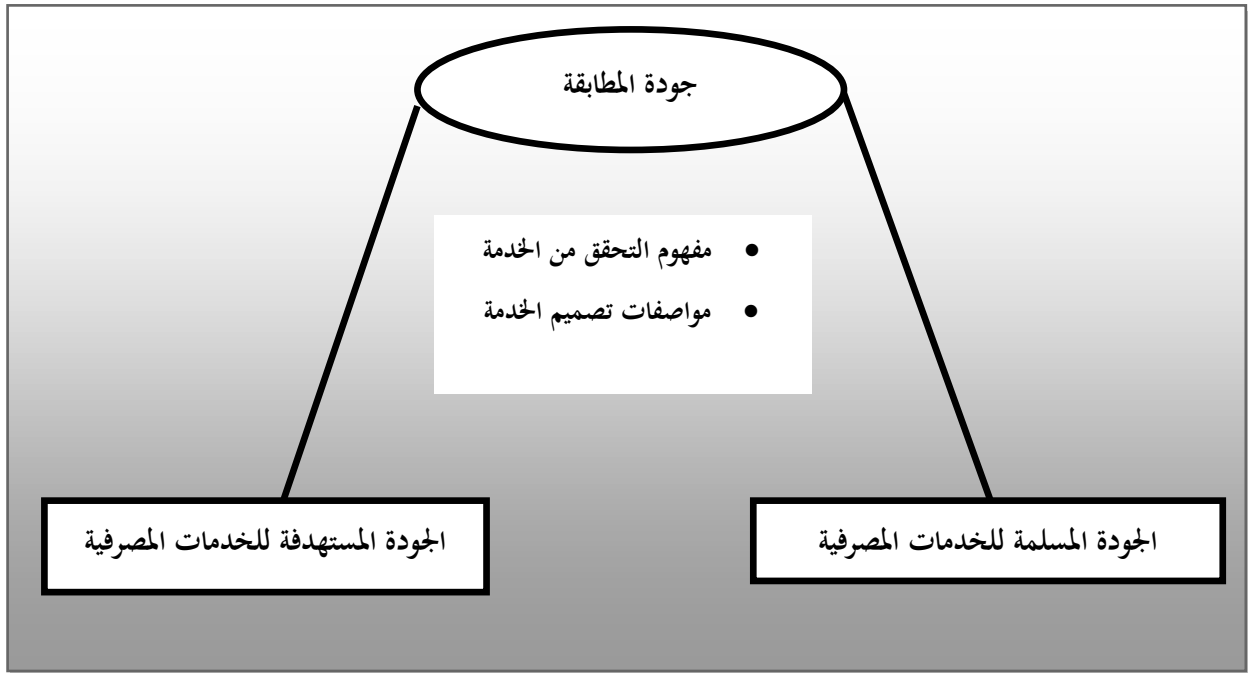 جودة المطابقة
• مفهوم التحقق من الخدمة
• مواصفات تصميم الخدمة
الجودة المسلمة للخدمات المصرفية
الجودة المستهدفة للخدمات المصرفية